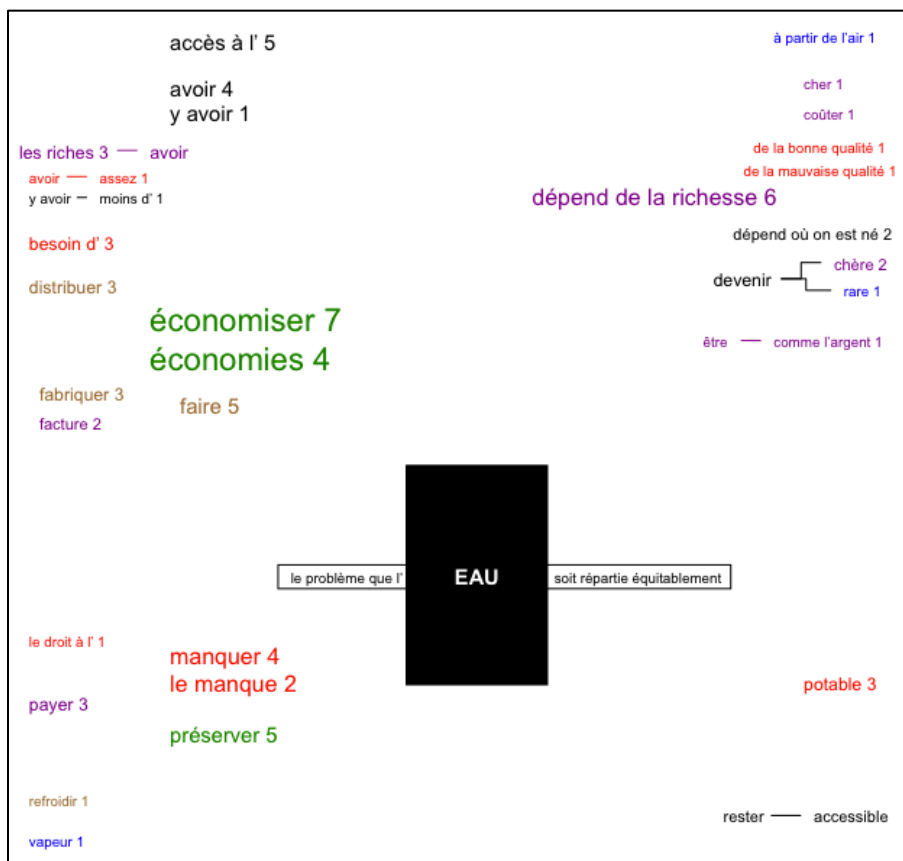 accès à l’ 5
à partir de l’air 1
avoir 4
cher 1
y avoir 1
coûter 1
les riches 3 — avoir
de la bonne qualité 1
avoir — assez 1
de la mauvaise qualité 1
y avoir – moins d’ 1
dépend de la richesse 6
besoin d’ 3
dépend où on est né 2
distribuer 3
devenir
chère 2
rare 1
économiser 7
économies 4
être — comme l’argent 1
fabriquer 3
faire 5
facture 2
le problème que l’
EAU
soit répartie équitablement
le droit à l’ 1
manquer 4
le manque 2
potable 3
payer 3
préserver 5
refroidir 1
rester — accessible
vapeur 1